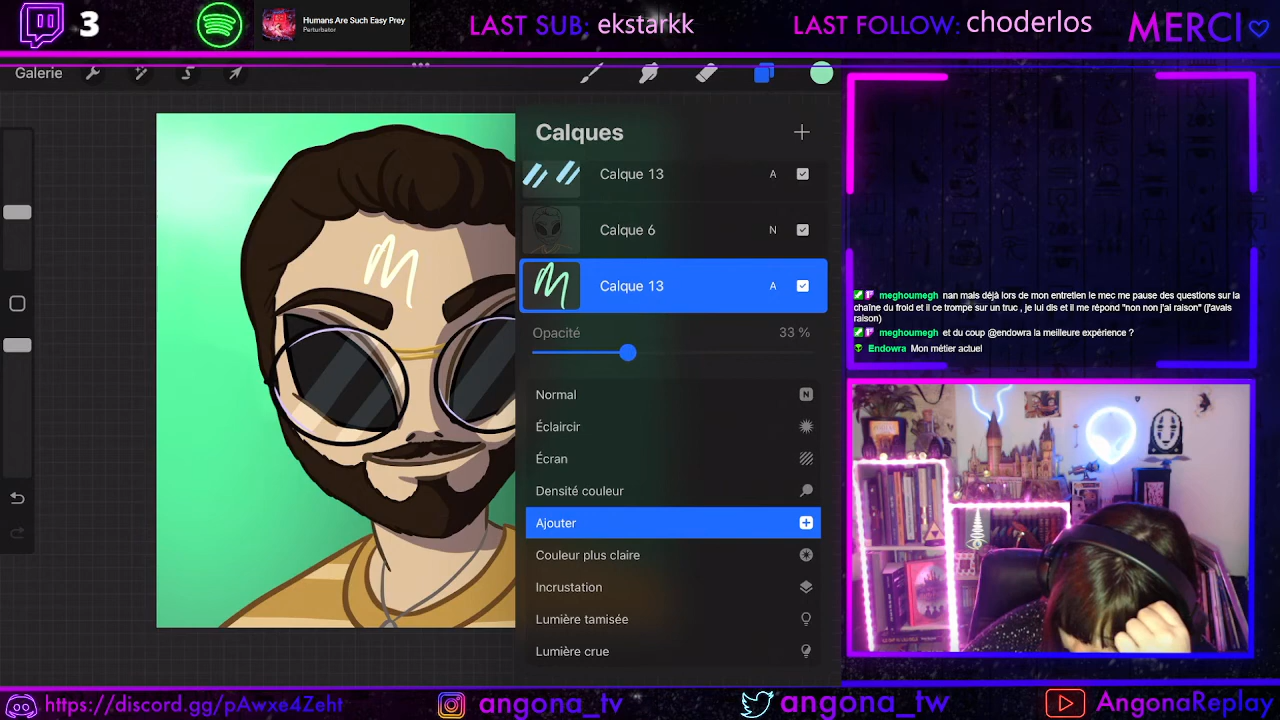 3
Humans Are Such Easy Prey
Perturbator
LAST SUB: ekstarkk
LAST FOLLOW: choderlos
MERCI
Galerie
Calques
Calque 13 A
Calque 6 N
Calque 13 A
Opacité 33 %
Normal N
Éclaircir
Écran
Densité couleur
Ajouter
Couleur plus claire
Incrustation
Lumière tamisée
Lumière crue
M
meghoumegh nan mais déjà lors de mon entretien le mec me pause des questions sur la
chaîne du froid et il ce trompe sur un truc , je lui dis et il me répond "non non j'ai raison" (j'avais
raison)
meghoumegh et du coup @endowra la meilleure expérience ?
Endowra Mon métier actuel
https://discord.gg/pAwxe4Zeht
angona_tv
angona_tw
AngonaReplay